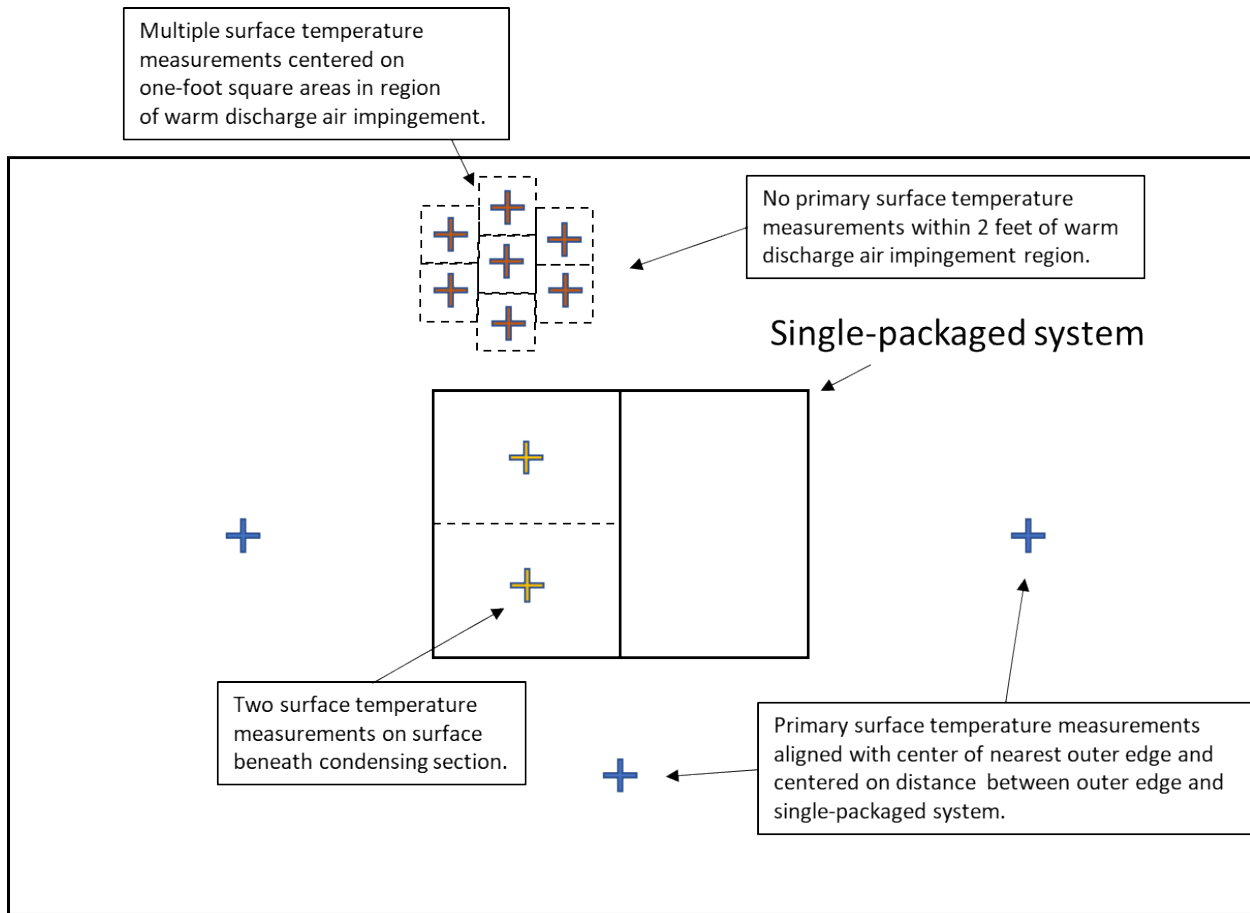 Multiple surface temperature
measurements centered on
one-foot square areas in region
of warm discharge air impingement.
No primary surface temperature
measurements within 2 feet of warm
discharge air impingement region.
Single-packaged system
Two surface temperature
measurements on surface
beneath condensing section.
Primary surface temperature measurements
aligned with center of nearest outer edge and
centered on distance between outer edge and
single-packaged system.